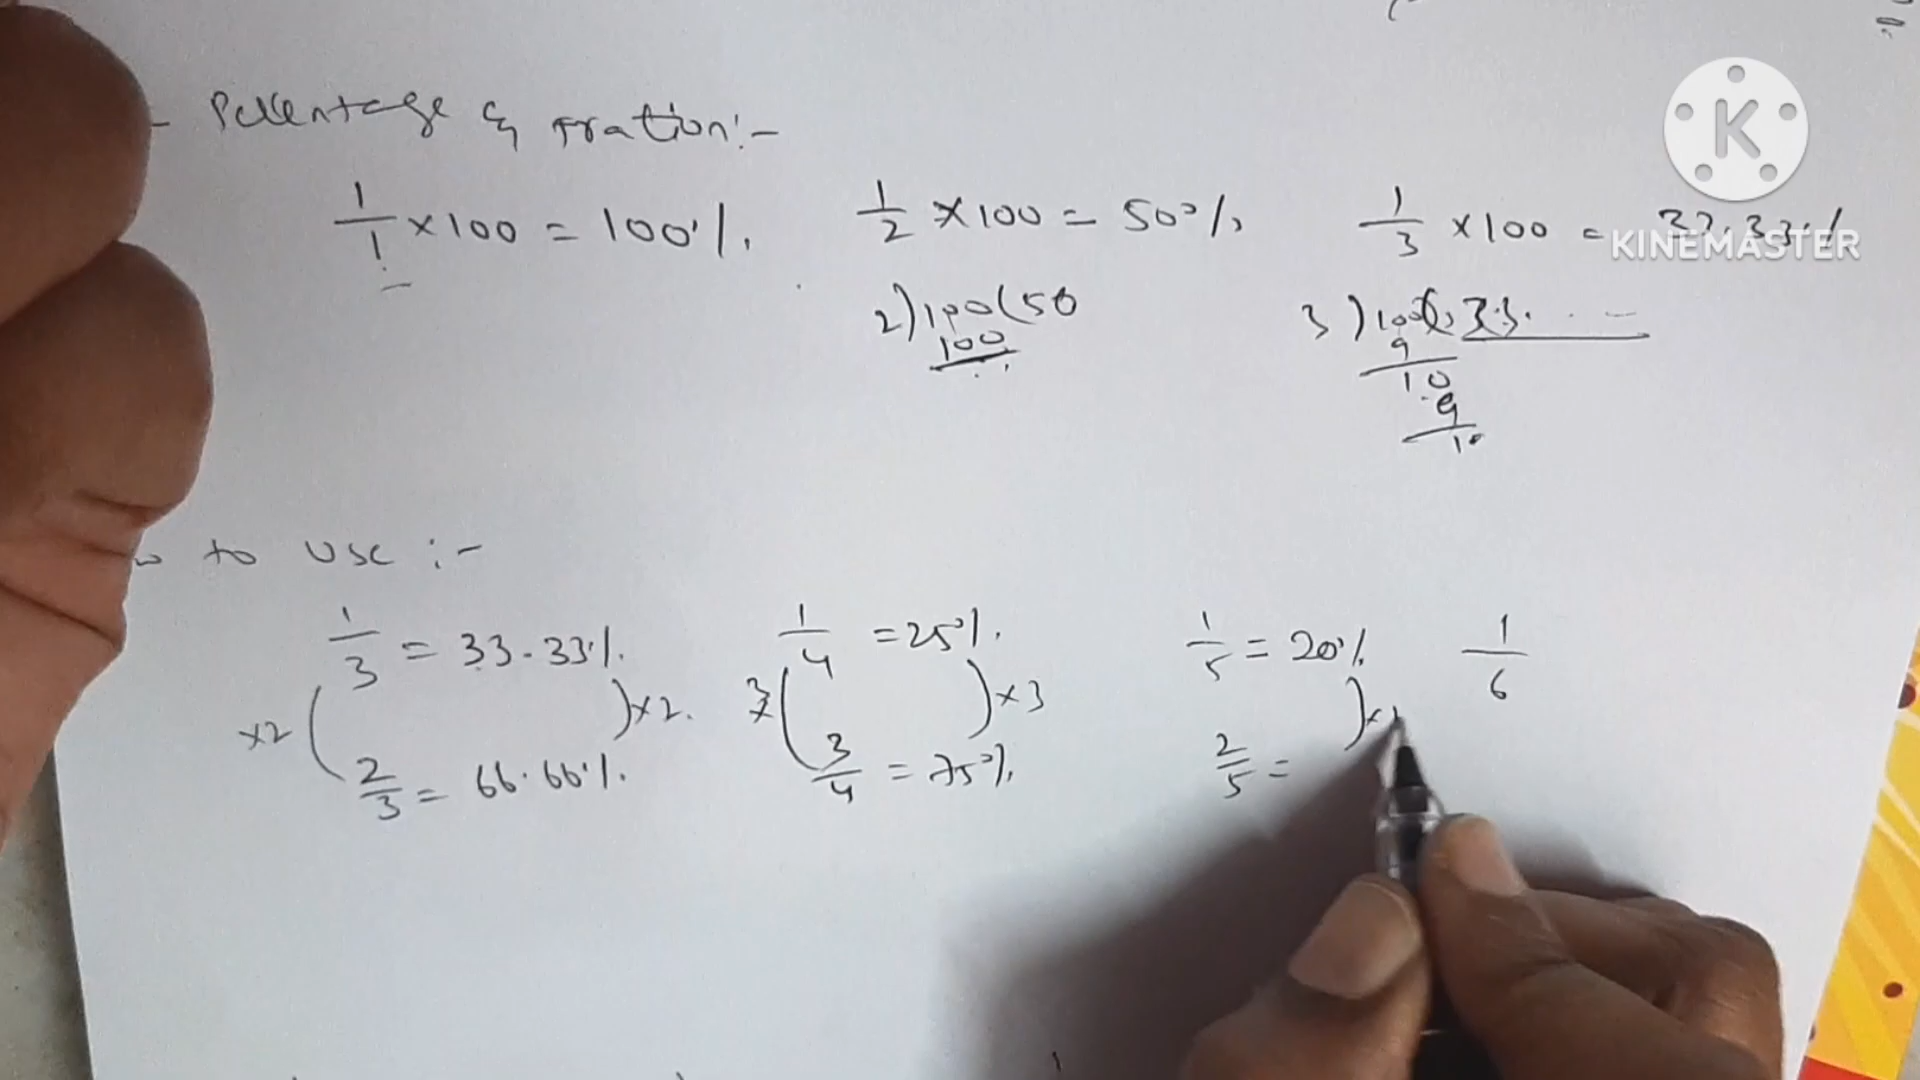 - Percentage & Fration:-
1/1 × 100 = 100%. 1/2 × 100 = 50% 1/3 × 100 = 33.33%
KINEMASTER
2)100(50 3)100(33. . --
100 9
10
9
10
to use :-
1/3 = 33.33%. 1/4 = 25%. 1/5 = 20% 1/6
×2 ( ) ×2. 3 ( ) ×3 ) ×
2/3 = 66.66%. 3/4 = 75% 2/5 =